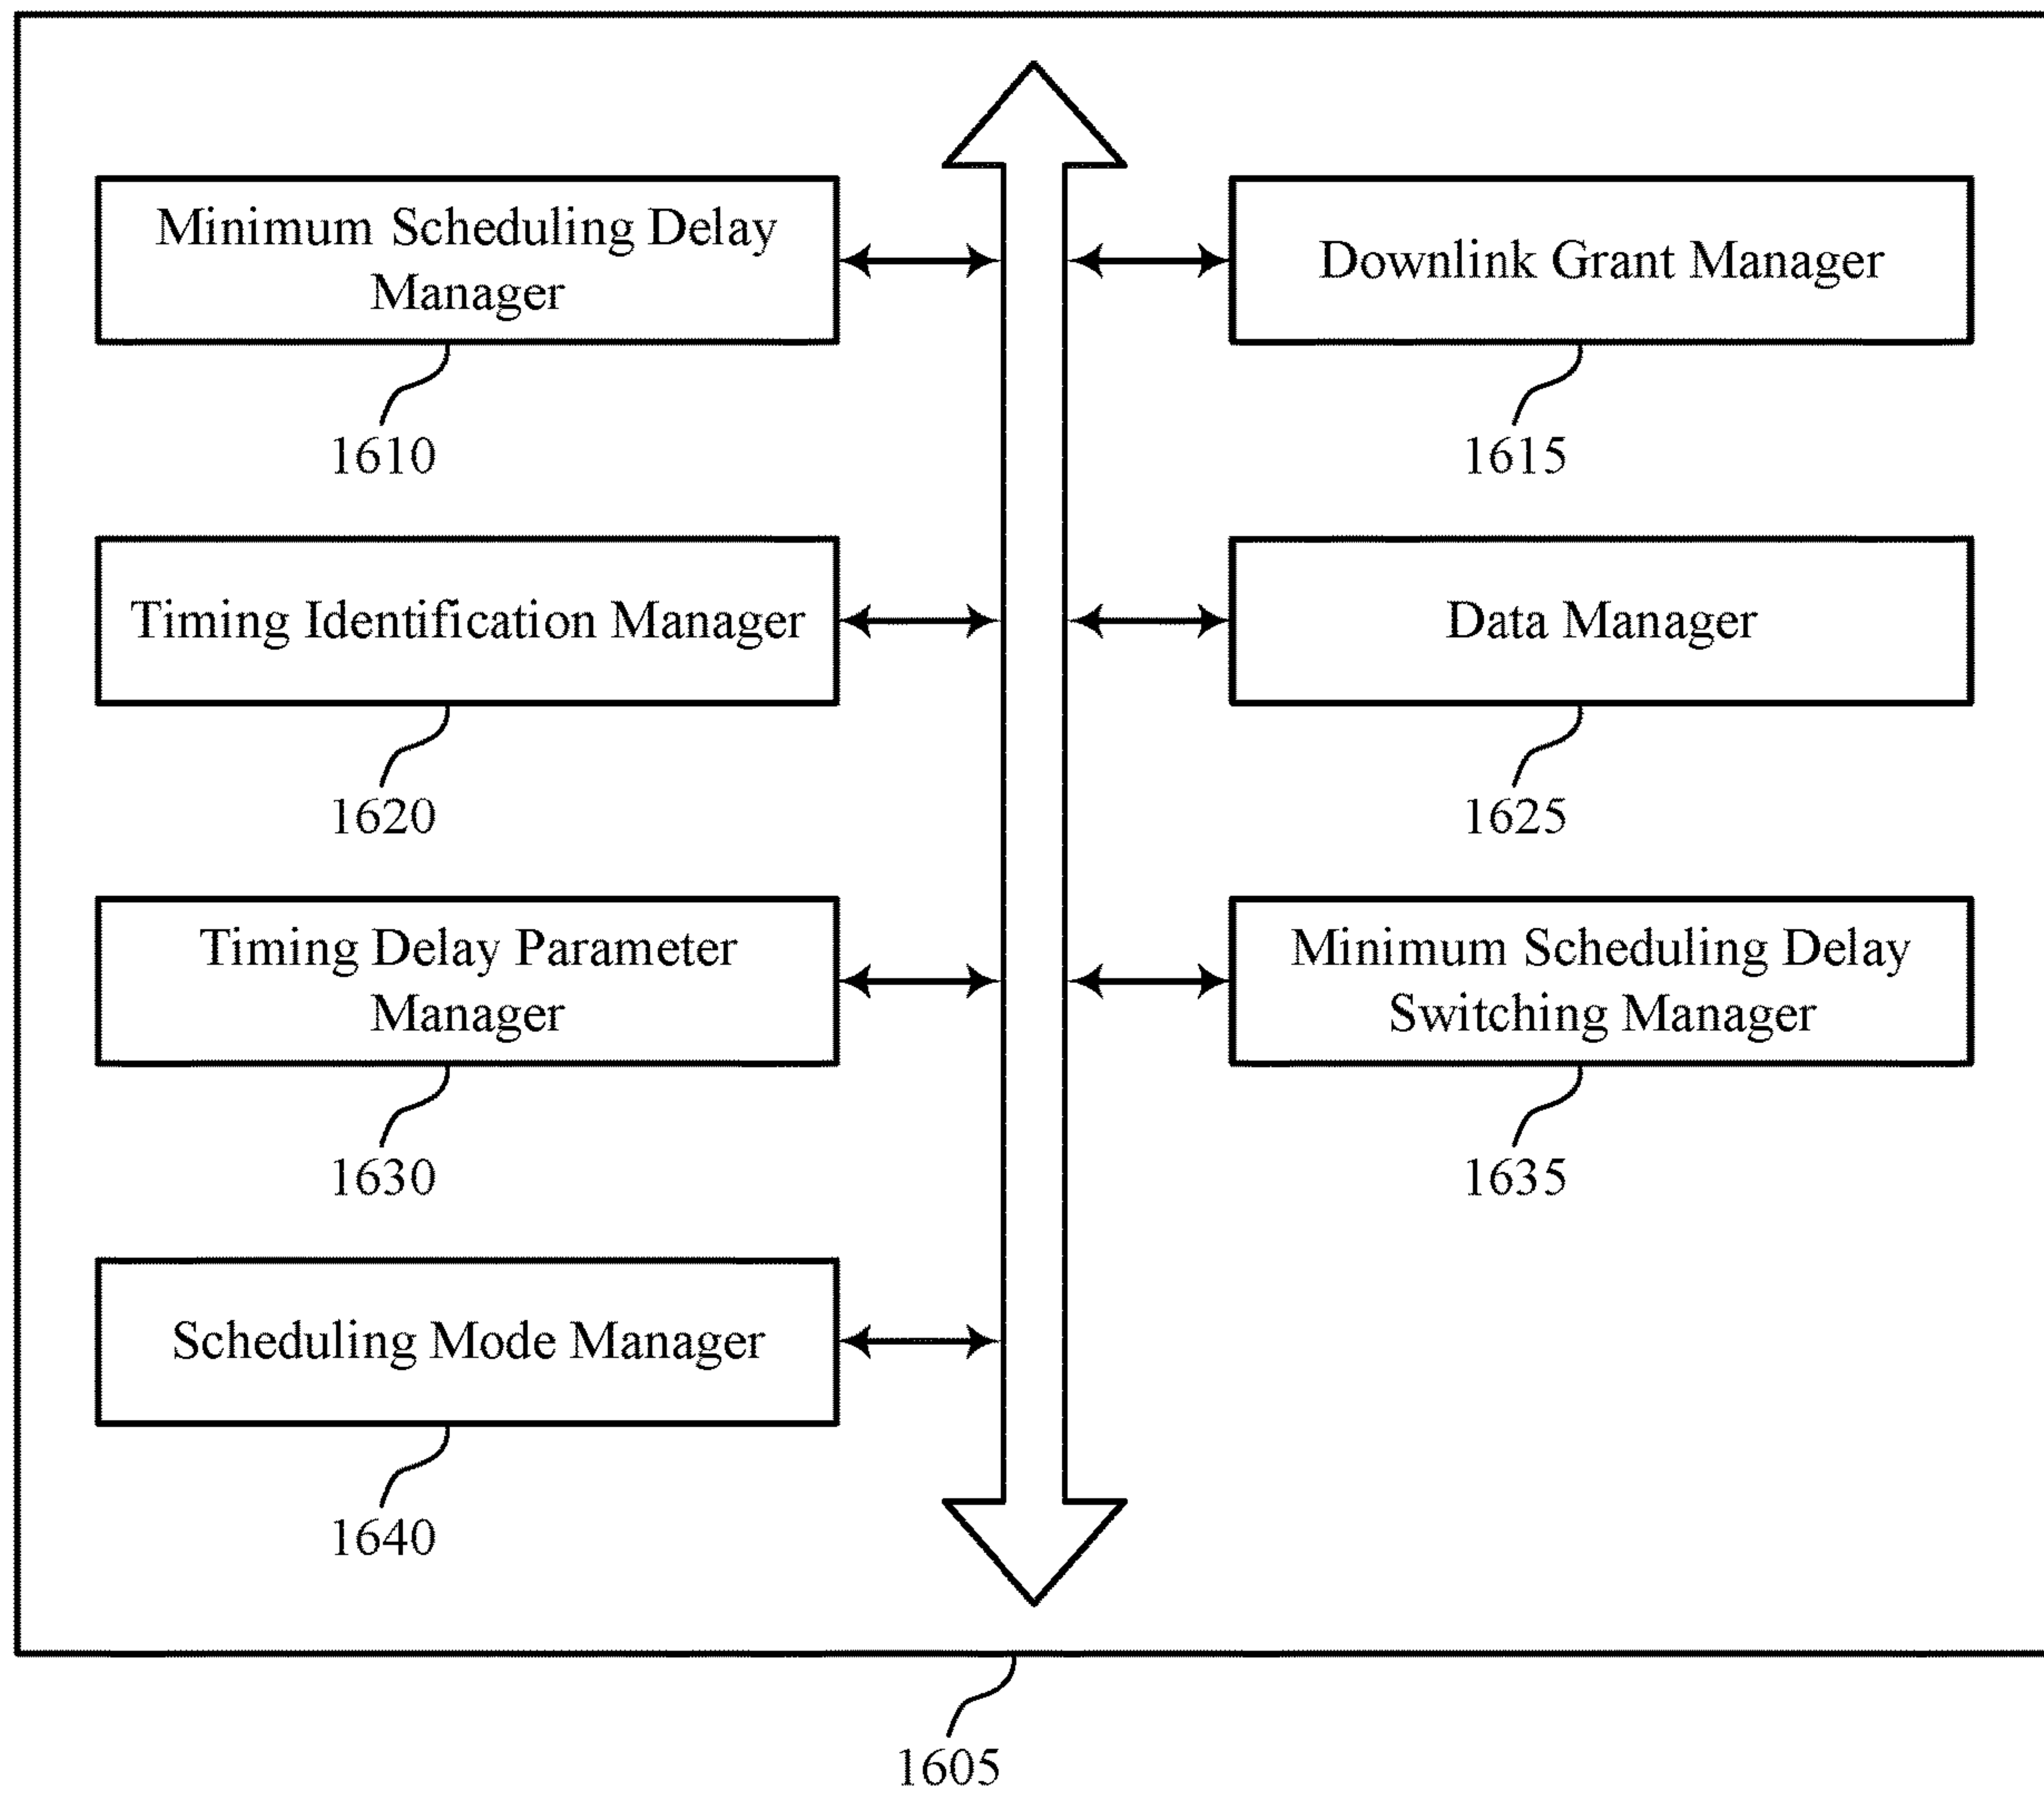 Minimum Scheduling Delay
Manager
1610
Downlink Grant Manager
1615
Timing Identification Manager
1620
Data Manager
1625
Timing Delay Parameter
Manager
1630
Minimum Scheduling Delay
Switching Manager
1635
Scheduling Mode Manager
1640
1605